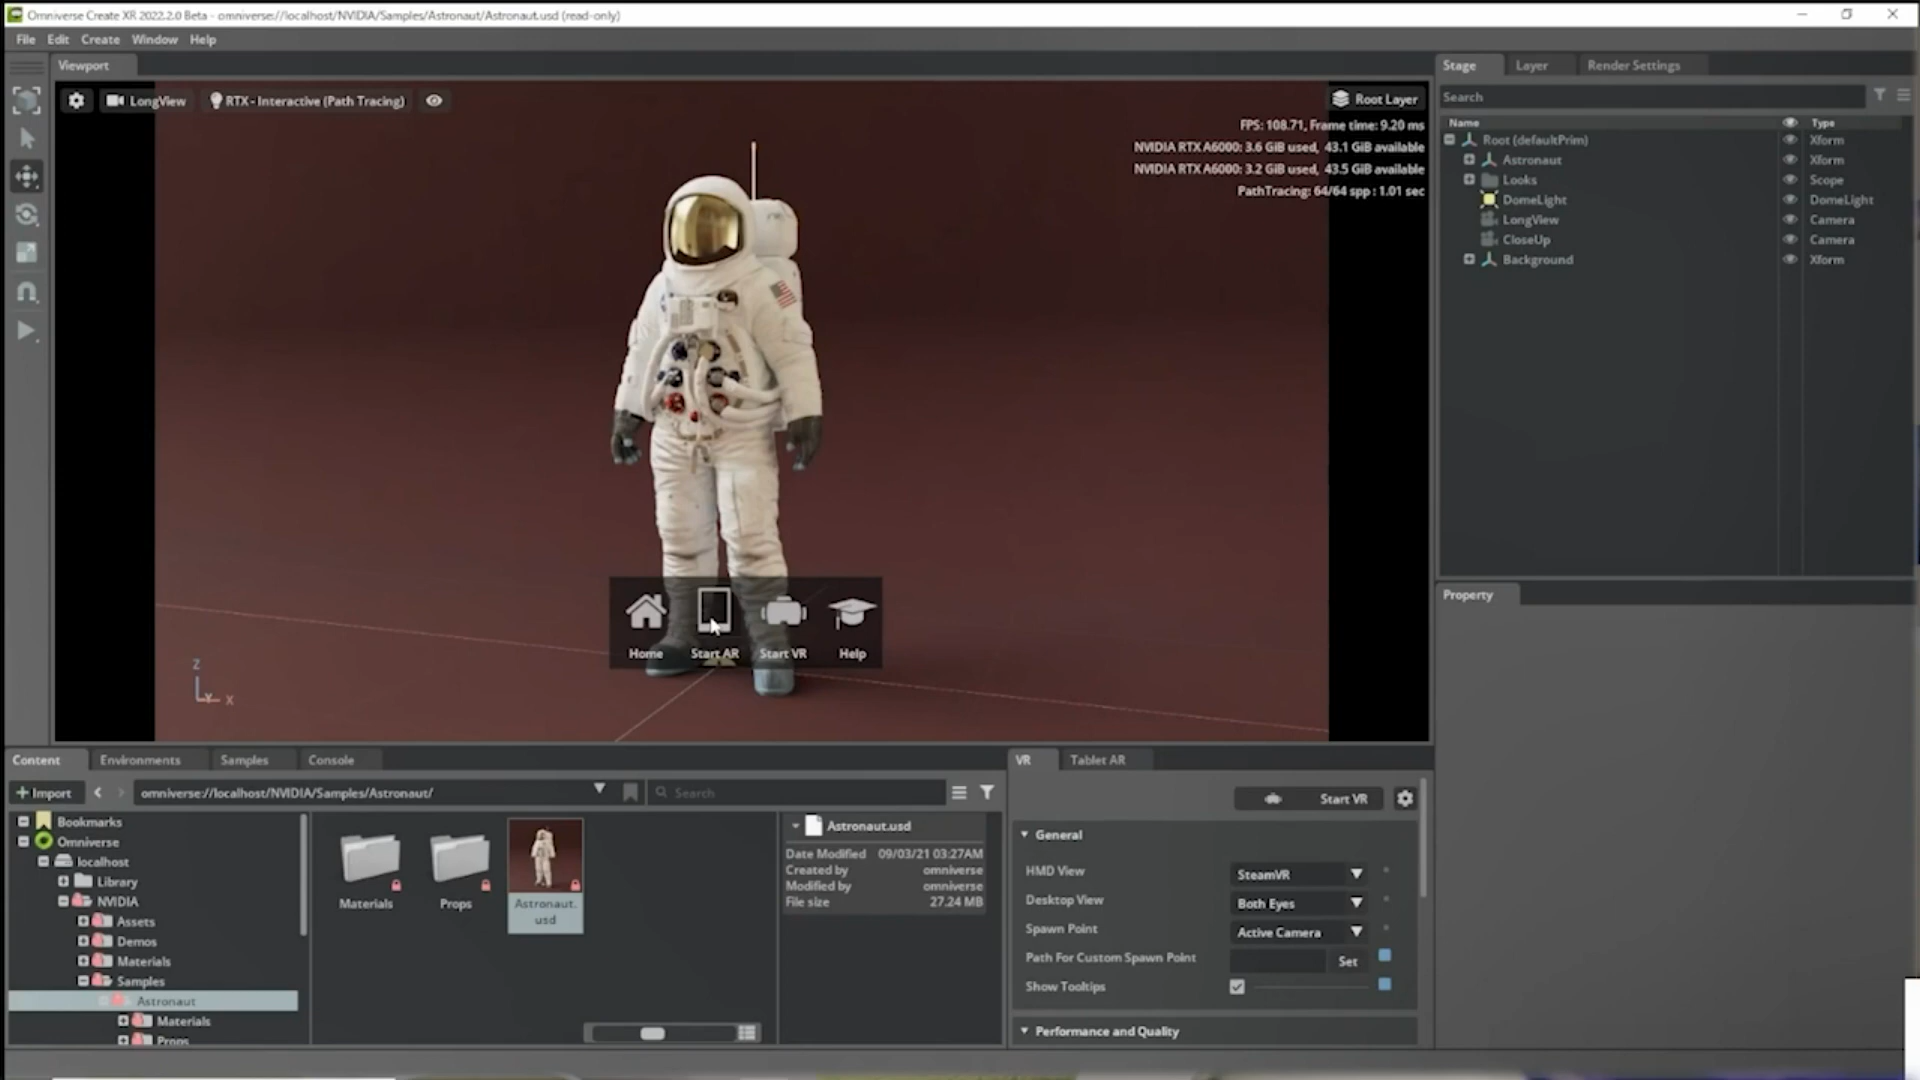 Omniverse Create XR 2022.2.0 Beta - omniverse://localhost/NVIDIA/Samples/Astronaut/Astronaut.usd (read-only)
File Edit Create Window Help
Viewport
LongView RTX - Interactive (Path Tracing)
Root Layer
FPS: 108.71, Frame time: 9.20 ms
NVIDIA RTX A6000: 3.6 GiB used, 43.1 GiB available
NVIDIA RTX A6000: 3.2 GiB used, 43.5 GiB available
PathTracing: 64/64 spp : 1.01 sec
Home Start AR Start VR Help
Z
Y X
Stage Layer Render Settings
Search
Name Type
Root (defaultPrim) Xform
Astronaut Xform
Looks Scope
DomeLight DomeLight
LongView Camera
CloseUp Camera
Background Xform
Property
Content Environments Samples Console
Import omniverse://localhost/NVIDIA/Samples/Astronaut/ Search
Bookmarks
Omniverse
localhost
Library
NVIDIA
Assets
Demos
Materials
Samples
Astronaut
Materials
Props
Materials
Props
Astronaut.
usd
Astronaut.usd
Date Modified 09/03/21 03:27AM
Created by omniverse
Modified by omniverse
File size 27.24 MB
VR Tablet AR
Start VR
General
HMD View SteamVR
Desktop View Both Eyes
Spawn Point Active Camera
Path For Custom Spawn Point Set
Show Tooltips
Performance and Quality